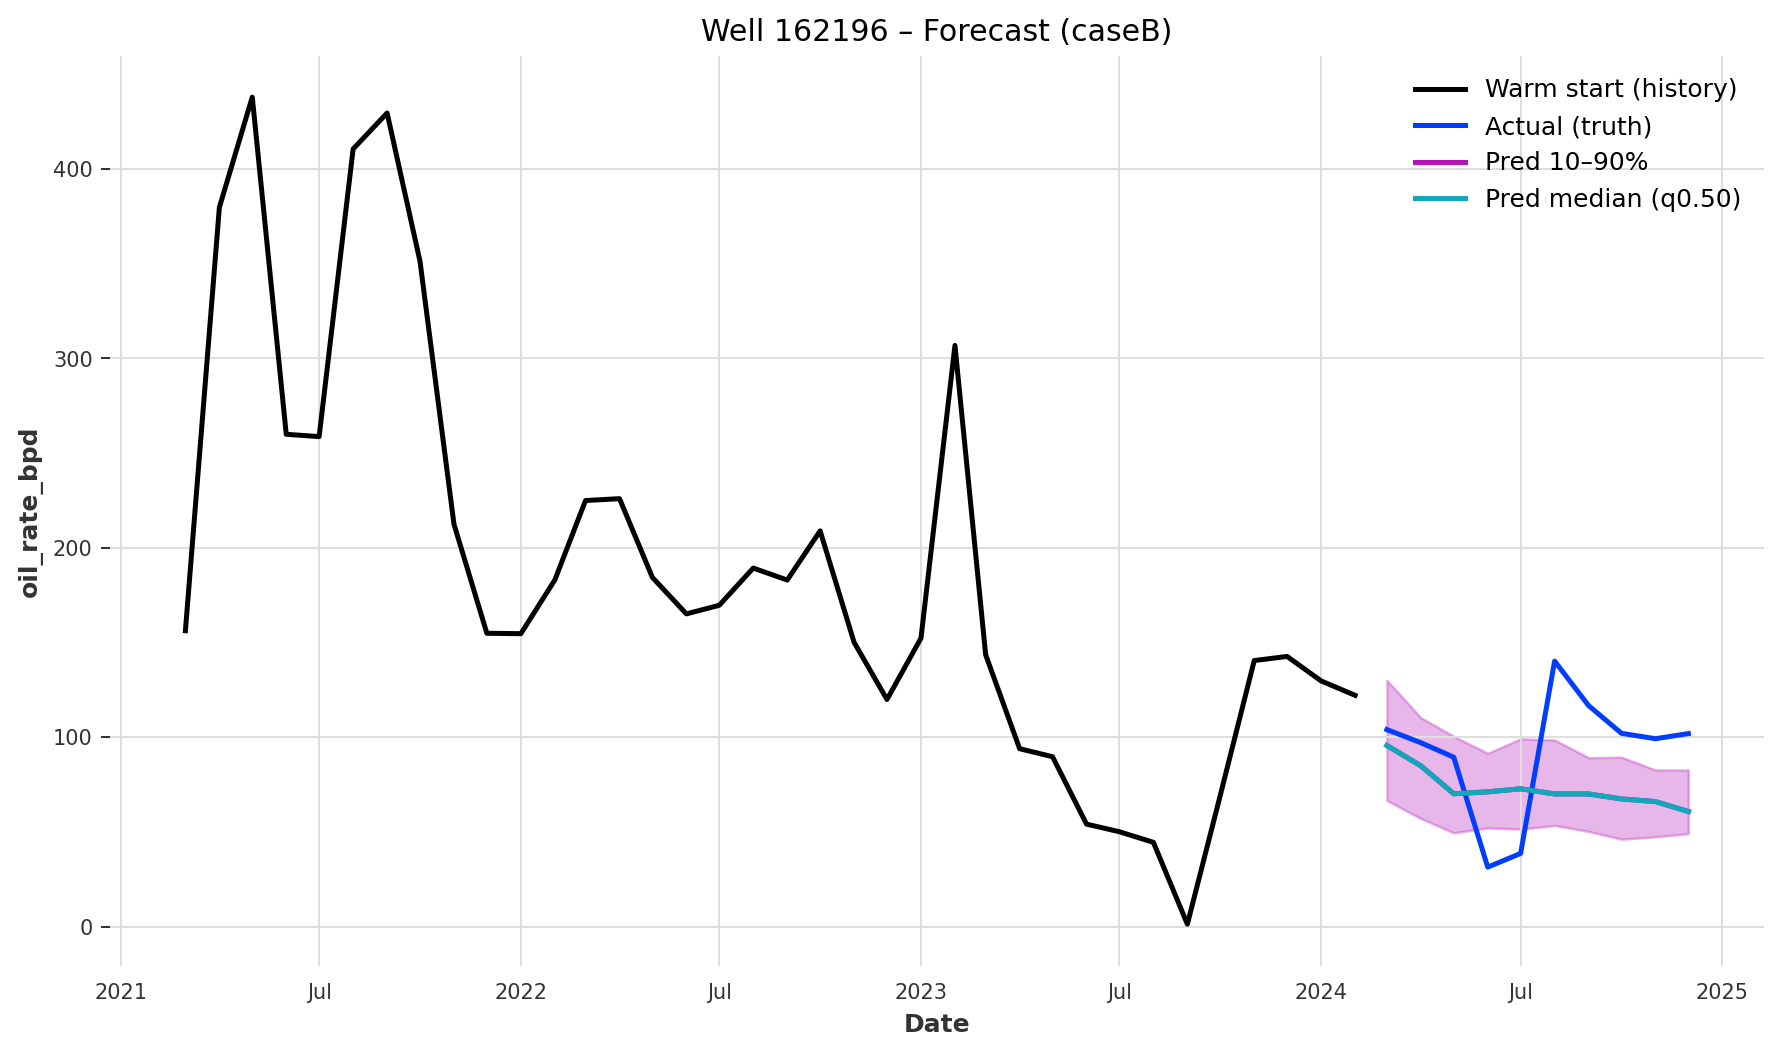 Well 162196 – Forecast (caseB)
Warm start (history)
Actual (truth)
Pred 10–90%
Pred median (q0.50)
oil_rate_bpd
400
300
200
100
0
2021 Jul 2022 Jul 2023 Jul 2024 Jul 2025
Date